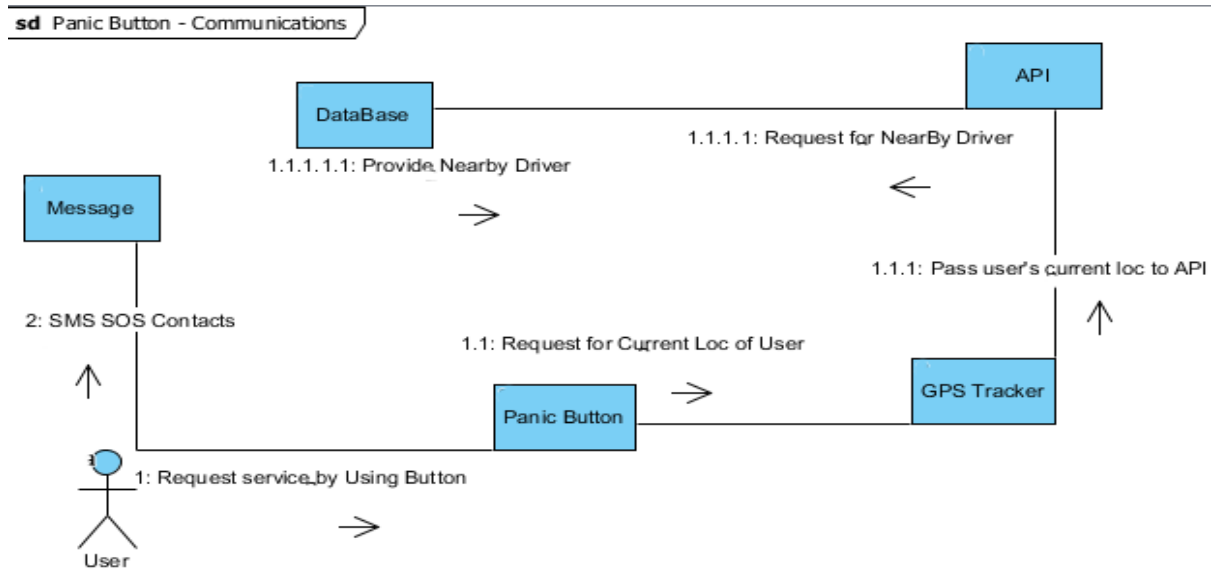 sd Panic Button - Communications
API
DataBase
1.1.1.1: Request for NearBy Driver
1.1.1.1.1: Provide Nearby Driver
Message
1.1.1: Pass user's current loc to API
2: SMS SOS Contacts
1.1: Request for Current Loc of User
GPS Tracker
Panic Button
1: Request service by Using Button
User